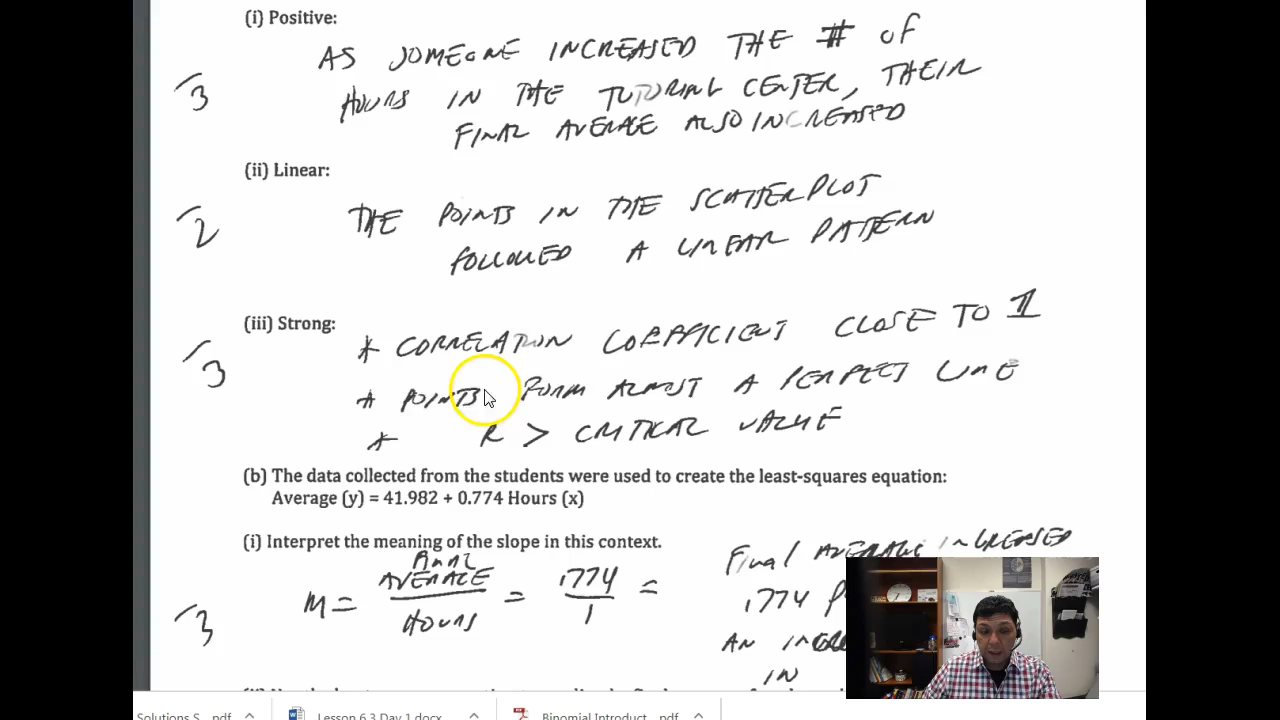 (i) Positive:
AS SOMEONE INCREASED THE # OF
3 HOURS IN THE TUTORING CENTER, THEIR
FINAL AVERAGE ALSO INCREASED
(ii) Linear:
2 THE POINTS IN THE SCATTERPLOT
FOLLOWED A LINEAR PATTERN
(iii) Strong:
3 * CORRELATION COEFFICIENT CLOSE TO 1
* POINTS FORM ALMOST A PERFECT LINE
* R > CRITICAL VALUE
(b) The data collected from the students were used to create the least-squares equation:
Average (y) = 41.982 + 0.774 Hours (x)
(i) Interpret the meaning of the slope in this context.
3 M = FINAL AVERAGE / HOURS = .774 / 1 =
FINAL AVERAGE INCREASED
.774
AN
IN
Solutions S....pdf
Lesson 6.3 Day 1.docx
Binomial Introduct....pdf